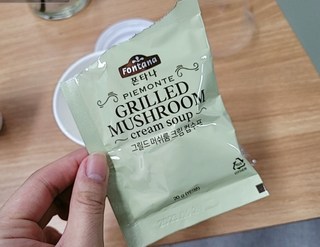 Fontana
폰타나
PIEMONTE
GRILLED
MUSHROOM
cream soup
그릴드 머쉬룸 크림 컵수프